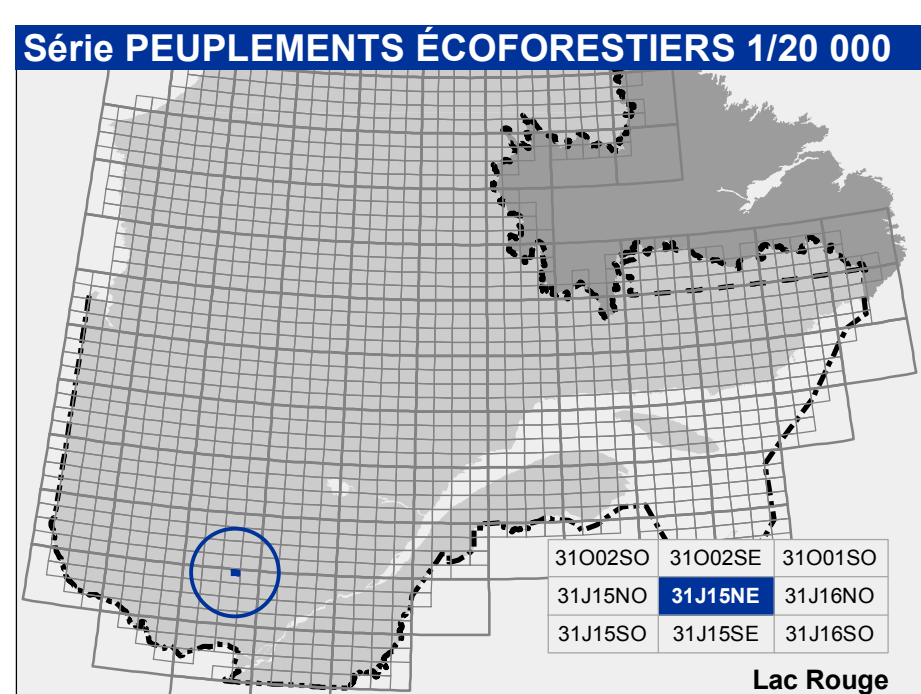 Série PEUPLEMENTS ÉCOFORESTIERS 1/20 000
31O02SO 31O02SE 31O01SO
31J15NO 31J15NE 31J16NO
31J15SO 31J15SE 31J16SO
Lac Rouge